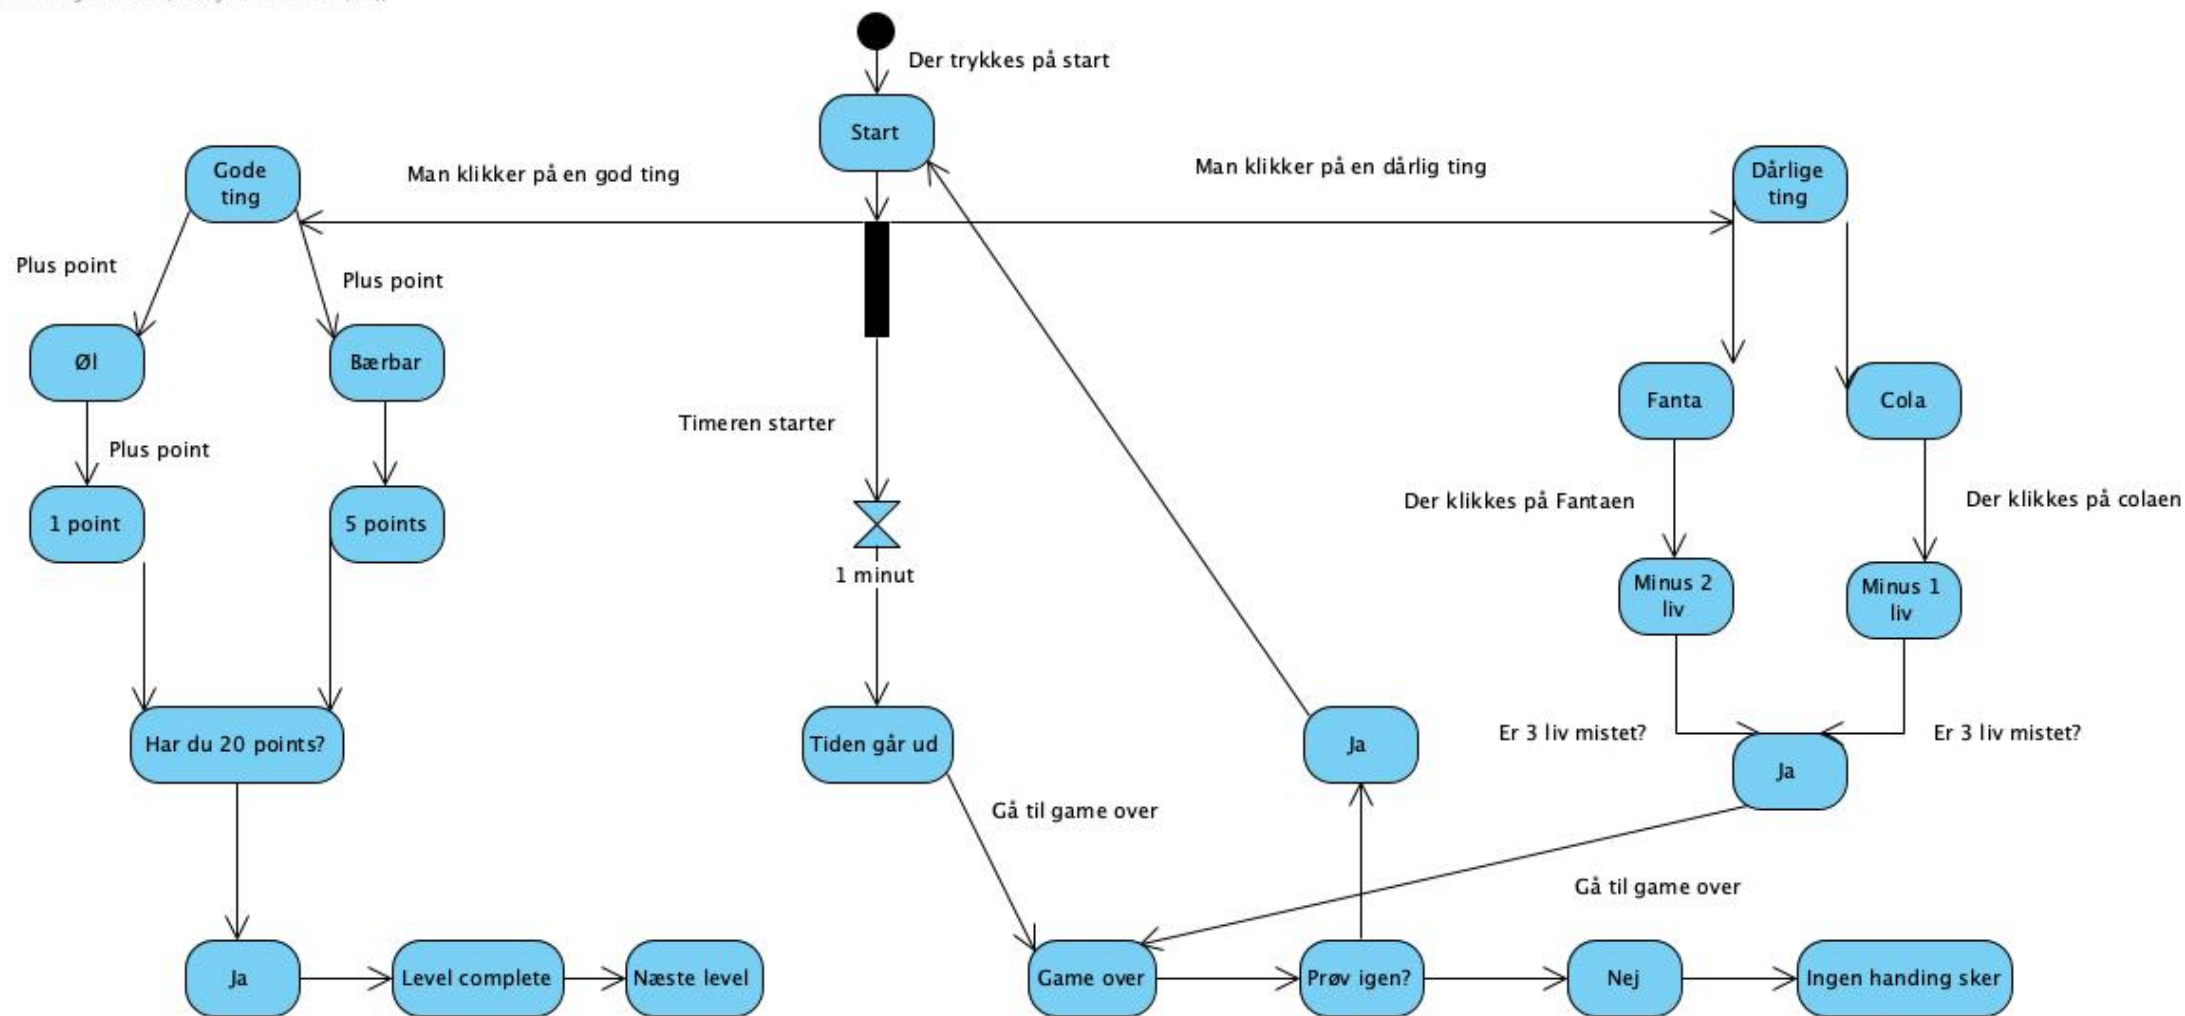 Der trykkes på start
Start
Gode
ting
Man klikker på en god ting
Man klikker på en dårlig ting
Dårlige
ting
Plus point
Plus point
Øl
Bærbar
Fanta
Cola
Timeren starter
Plus point
1 point
5 points
Der klikkes på Fantaen
Der klikkes på colaen
1 minut
Minus 2
liv
Minus 1
liv
Har du 20 points?
Tiden går ud
Ja
Er 3 liv mistet?
Er 3 liv mistet?
Ja
Gå til game over
Gå til game over
Ja
Level complete
Næste level
Game over
Prøv igen?
Nej
Ingen handing sker